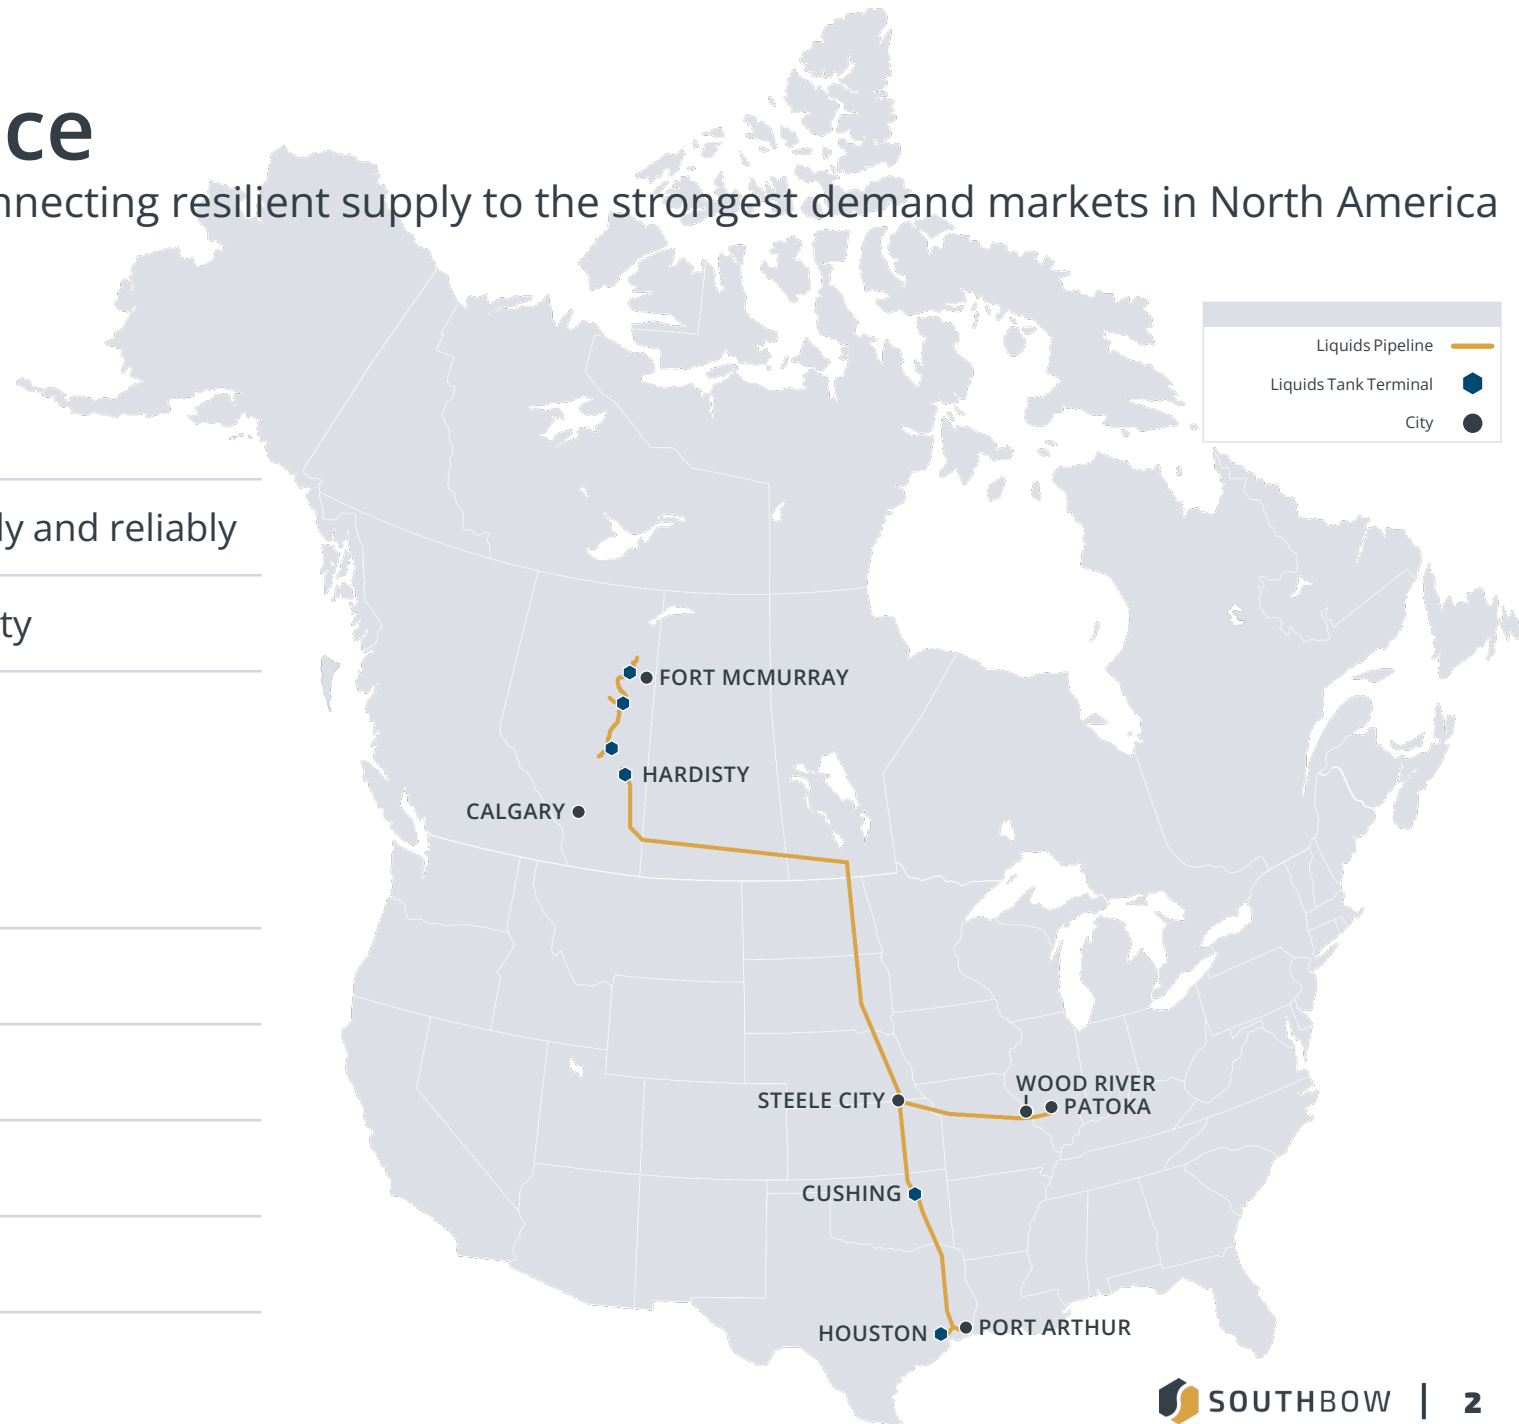 ce
nnecting resilient supply to the strongest demand markets in North America
Liquids Pipeline
Liquids Tank Terminal
City
ly and reliably
ty
FORT MCMURRAY
HARDISTY
CALGARY
WOOD RIVER
STEELE CITY
PATOKA
CUSHING
HOUSTON
PORT ARTHUR
SOUTHBOW | 2